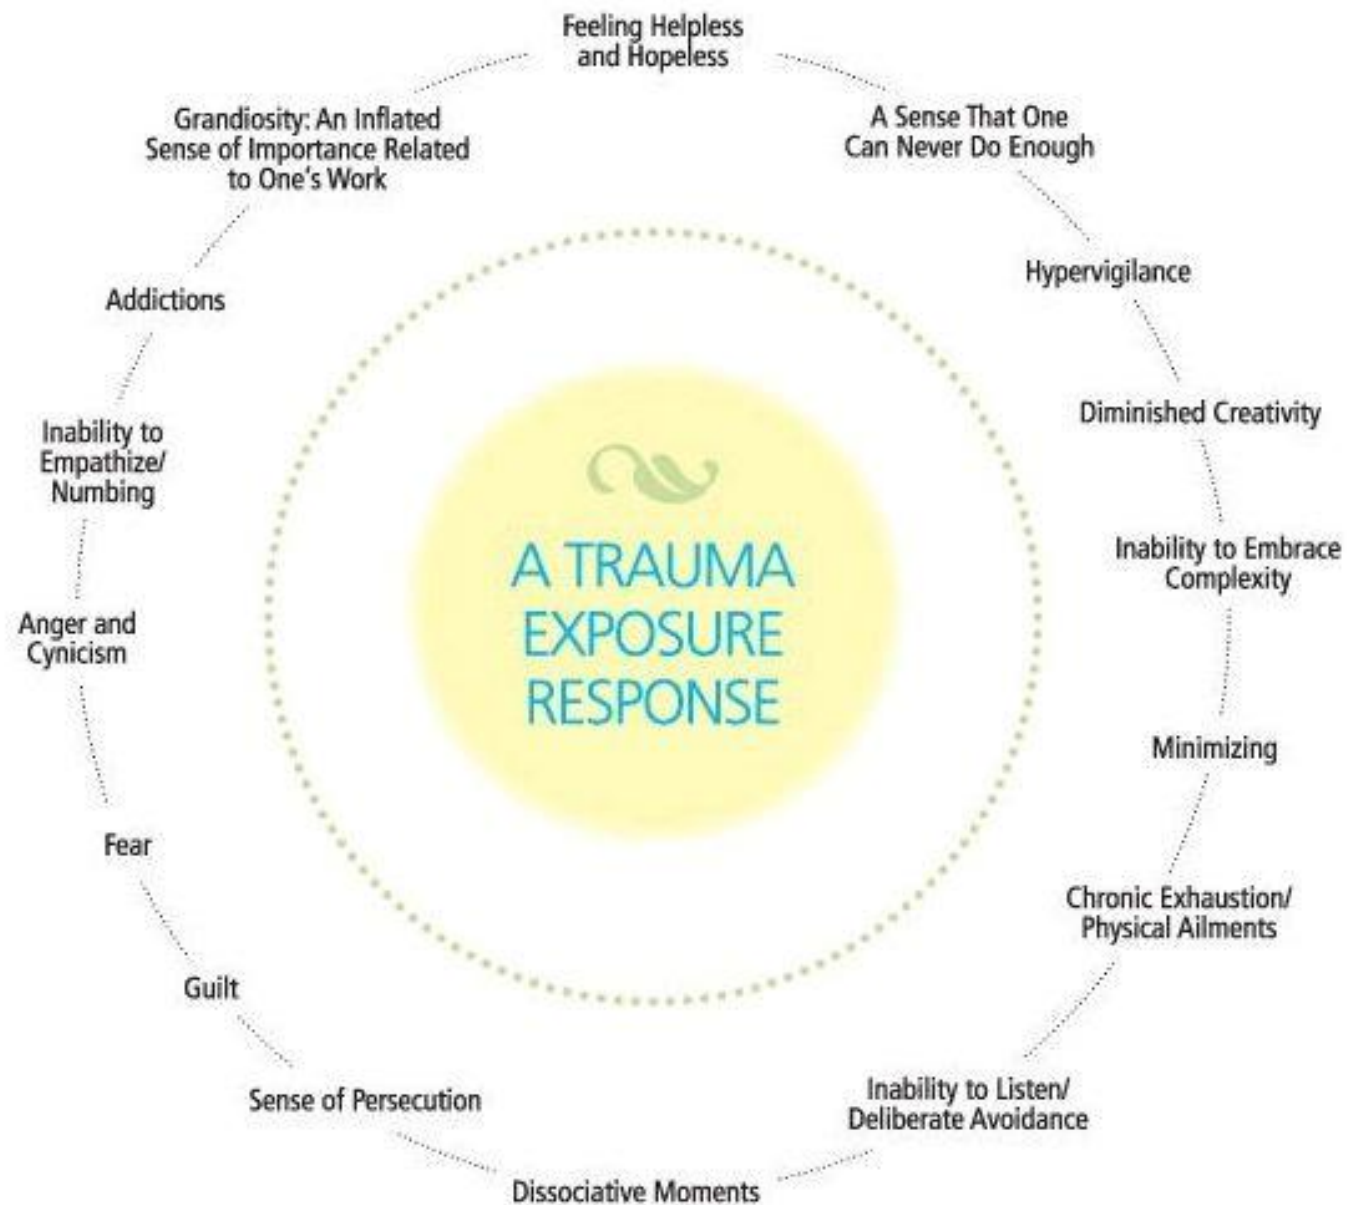 Feeling Helpless
and Hopeless
A Sense That One
Can Never Do Enough
Hypervigilance
Diminished Creativity
Inability to Embrace
Complexity
Minimizing
Chronic Exhaustion/
Physical Ailments
Inability to Listen/
Deliberate Avoidance
Dissociative Moments
Sense of Persecution
Guilt
Fear
Anger and
Cynicism
Inability to
Empathize/
Numbing
Addictions
Grandiosity: An Inflated
Sense of Importance Related
to One's Work
A TRAUMA
EXPOSURE
RESPONSE